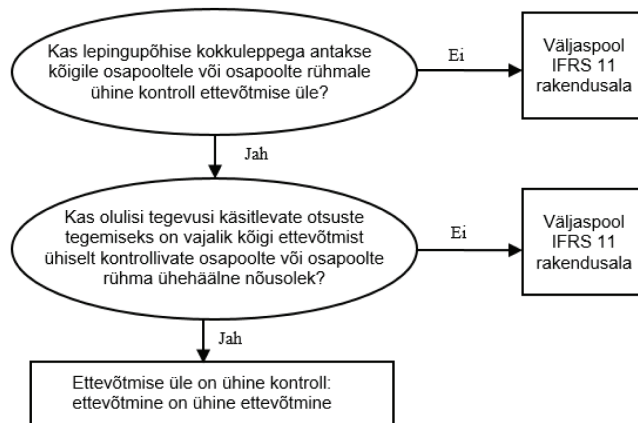 Kas lepingupõhise kokkuleppega antakse
kõigile osapooltele või osapoolte rühmale
ühine kontroll ettevõtmise üle?
Ei
Väljaspool
IFRS 11
rakendusala
Jah
Kas olulisi tegevusi käsitlevate otsuste
tegemiseks on vajalik kõigi ettevõtmist
ühiselt kontrollivate osapoolte või osapoolte
rühma ühehäälne nõusolek?
Ei
Väljaspool
IFRS 11
rakendusala
Jah
Ettevõtmise üle on ühine kontroll:
ettevõtmine on ühine ettevõtmine